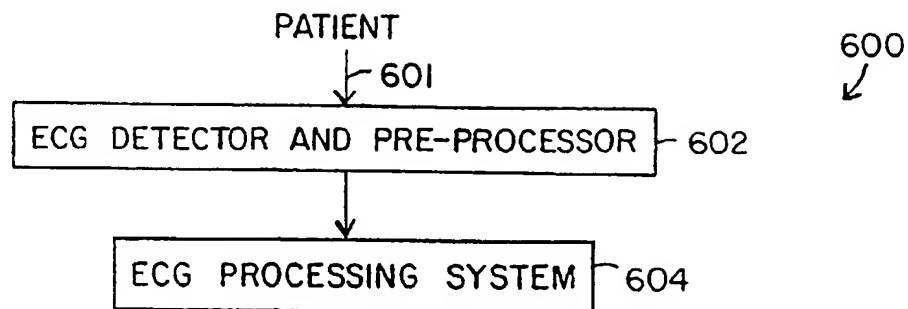 PATIENT
600
601
ECG DETECTOR AND PRE-PROCESSOR
602
ECG PROCESSING SYSTEM
604